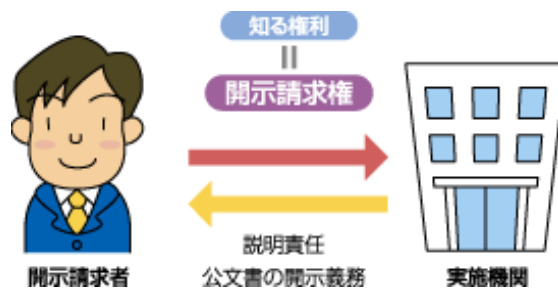 知る権利
=
開示請求権
説明責任
公文書の開示義務
開示請求者
実施機関